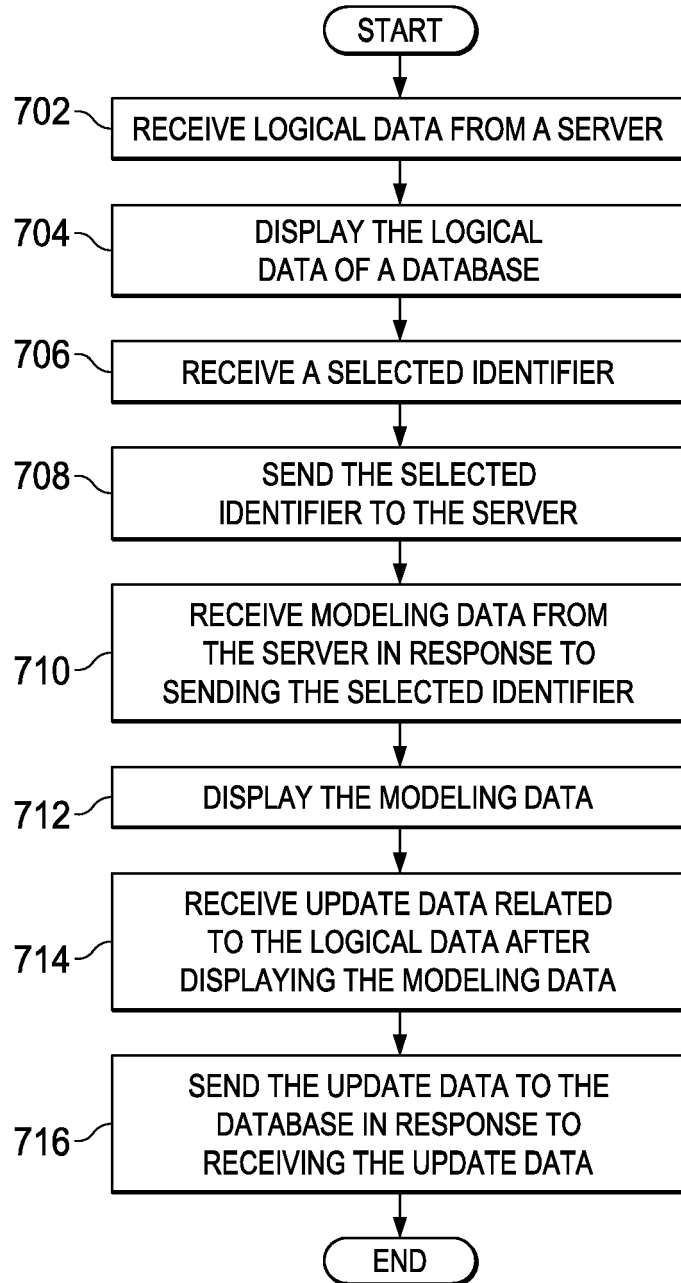 START
702
RECEIVE LOGICAL DATA FROM A SERVER
704
DISPLAY THE LOGICAL
DATA OF A DATABASE
706
RECEIVE A SELECTED IDENTIFIER
708
SEND THE SELECTED
IDENTIFIER TO THE SERVER
710
RECEIVE MODELING DATA FROM
THE SERVER IN RESPONSE TO
SENDING THE SELECTED IDENTIFIER
712
DISPLAY THE MODELING DATA
714
RECEIVE UPDATE DATA RELATED
TO THE LOGICAL DATA AFTER
DISPLAYING THE MODELING DATA
716
SEND THE UPDATE DATA TO THE
DATABASE IN RESPONSE TO
RECEIVING THE UPDATE DATA
END